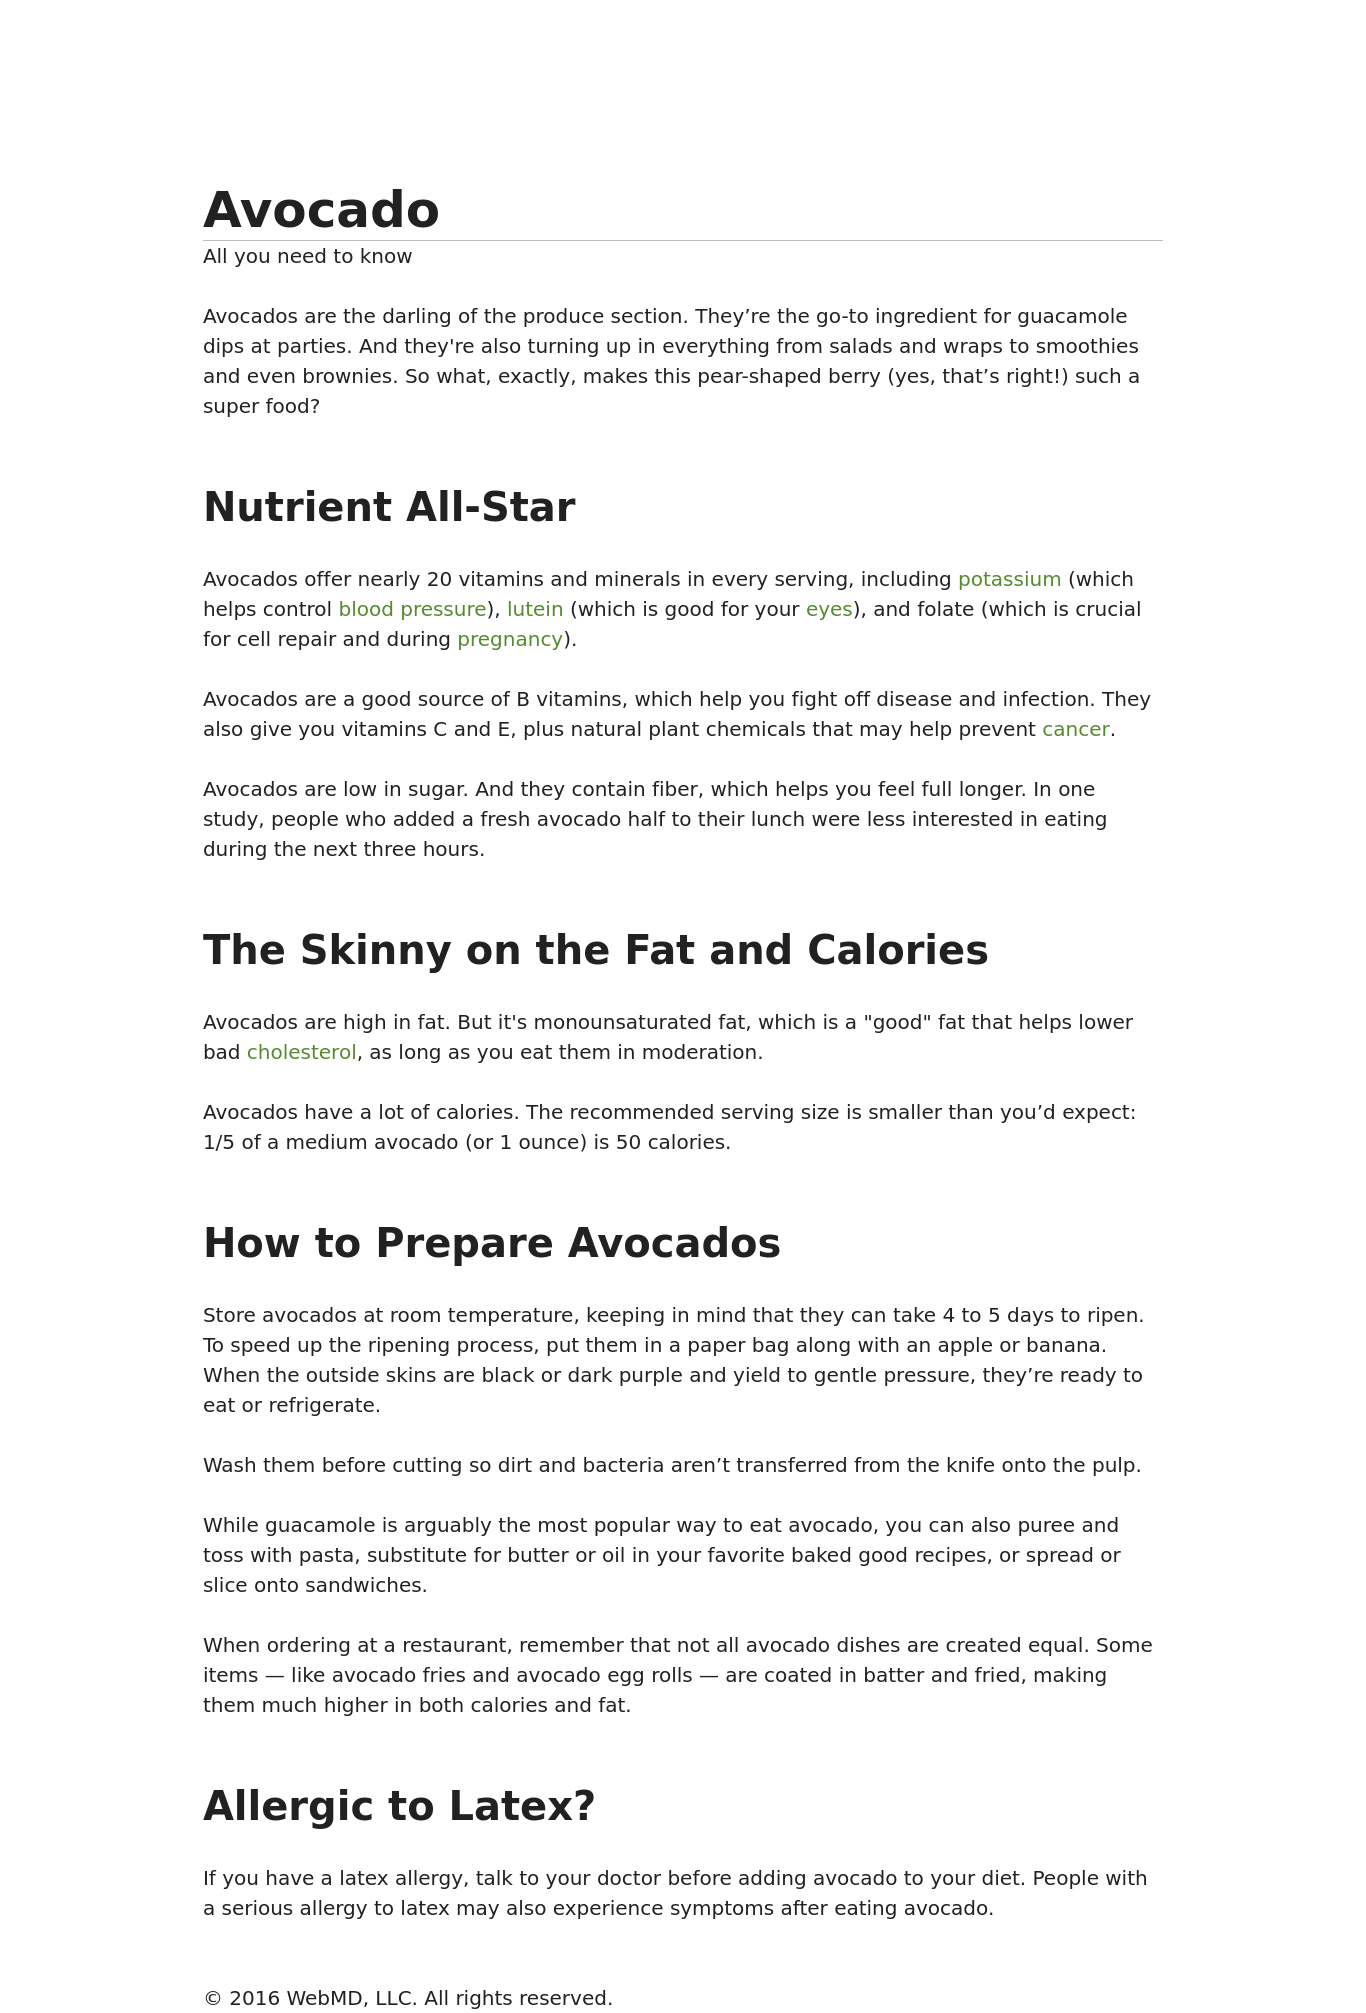 Avocado
All you need to know
Avocados are the darling of the produce section. They’re the go-to ingredient for guacamole
dips at parties. And they're also turning up in everything from salads and wraps to smoothies
and even brownies. So what, exactly, makes this pear-shaped berry (yes, that’s right!) such a
super food?
Nutrient All-Star
Avocados offer nearly 20 vitamins and minerals in every serving, including potassium (which
helps control blood pressure), lutein (which is good for your eyes), and folate (which is crucial
for cell repair and during pregnancy).
Avocados are a good source of B vitamins, which help you fight off disease and infection. They
also give you vitamins C and E, plus natural plant chemicals that may help prevent cancer.
Avocados are low in sugar. And they contain fiber, which helps you feel full longer. In one
study, people who added a fresh avocado half to their lunch were less interested in eating
during the next three hours.
The Skinny on the Fat and Calories
Avocados are high in fat. But it's monounsaturated fat, which is a "good" fat that helps lower
bad cholesterol, as long as you eat them in moderation.
Avocados have a lot of calories. The recommended serving size is smaller than you’d expect:
1/5 of a medium avocado (or 1 ounce) is 50 calories.
How to Prepare Avocados
Store avocados at room temperature, keeping in mind that they can take 4 to 5 days to ripen.
To speed up the ripening process, put them in a paper bag along with an apple or banana.
When the outside skins are black or dark purple and yield to gentle pressure, they’re ready to
eat or refrigerate.
Wash them before cutting so dirt and bacteria aren’t transferred from the knife onto the pulp.
While guacamole is arguably the most popular way to eat avocado, you can also puree and
toss with pasta, substitute for butter or oil in your favorite baked good recipes, or spread or
slice onto sandwiches.
When ordering at a restaurant, remember that not all avocado dishes are created equal. Some
items — like avocado fries and avocado egg rolls — are coated in batter and fried, making
them much higher in both calories and fat.
Allergic to Latex?
If you have a latex allergy, talk to your doctor before adding avocado to your diet. People with
a serious allergy to latex may also experience symptoms after eating avocado.
© 2016 WebMD, LLC. All rights reserved.